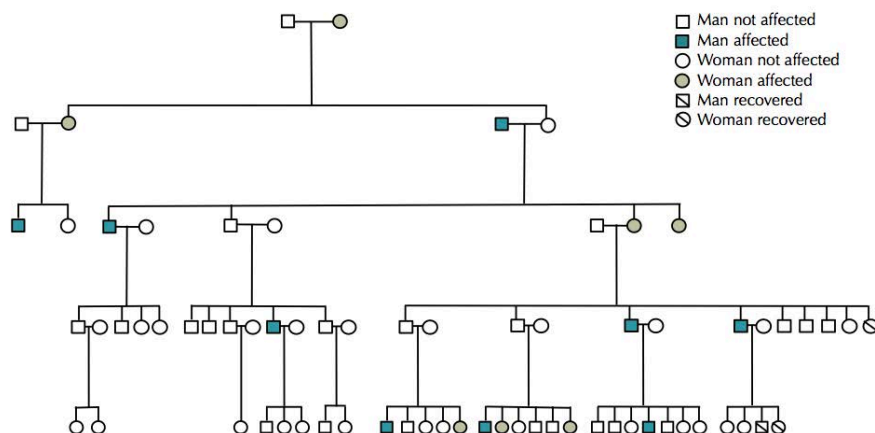 Man not affected
Man affected
Woman not affected
Woman affected
Man recovered
Woman recovered